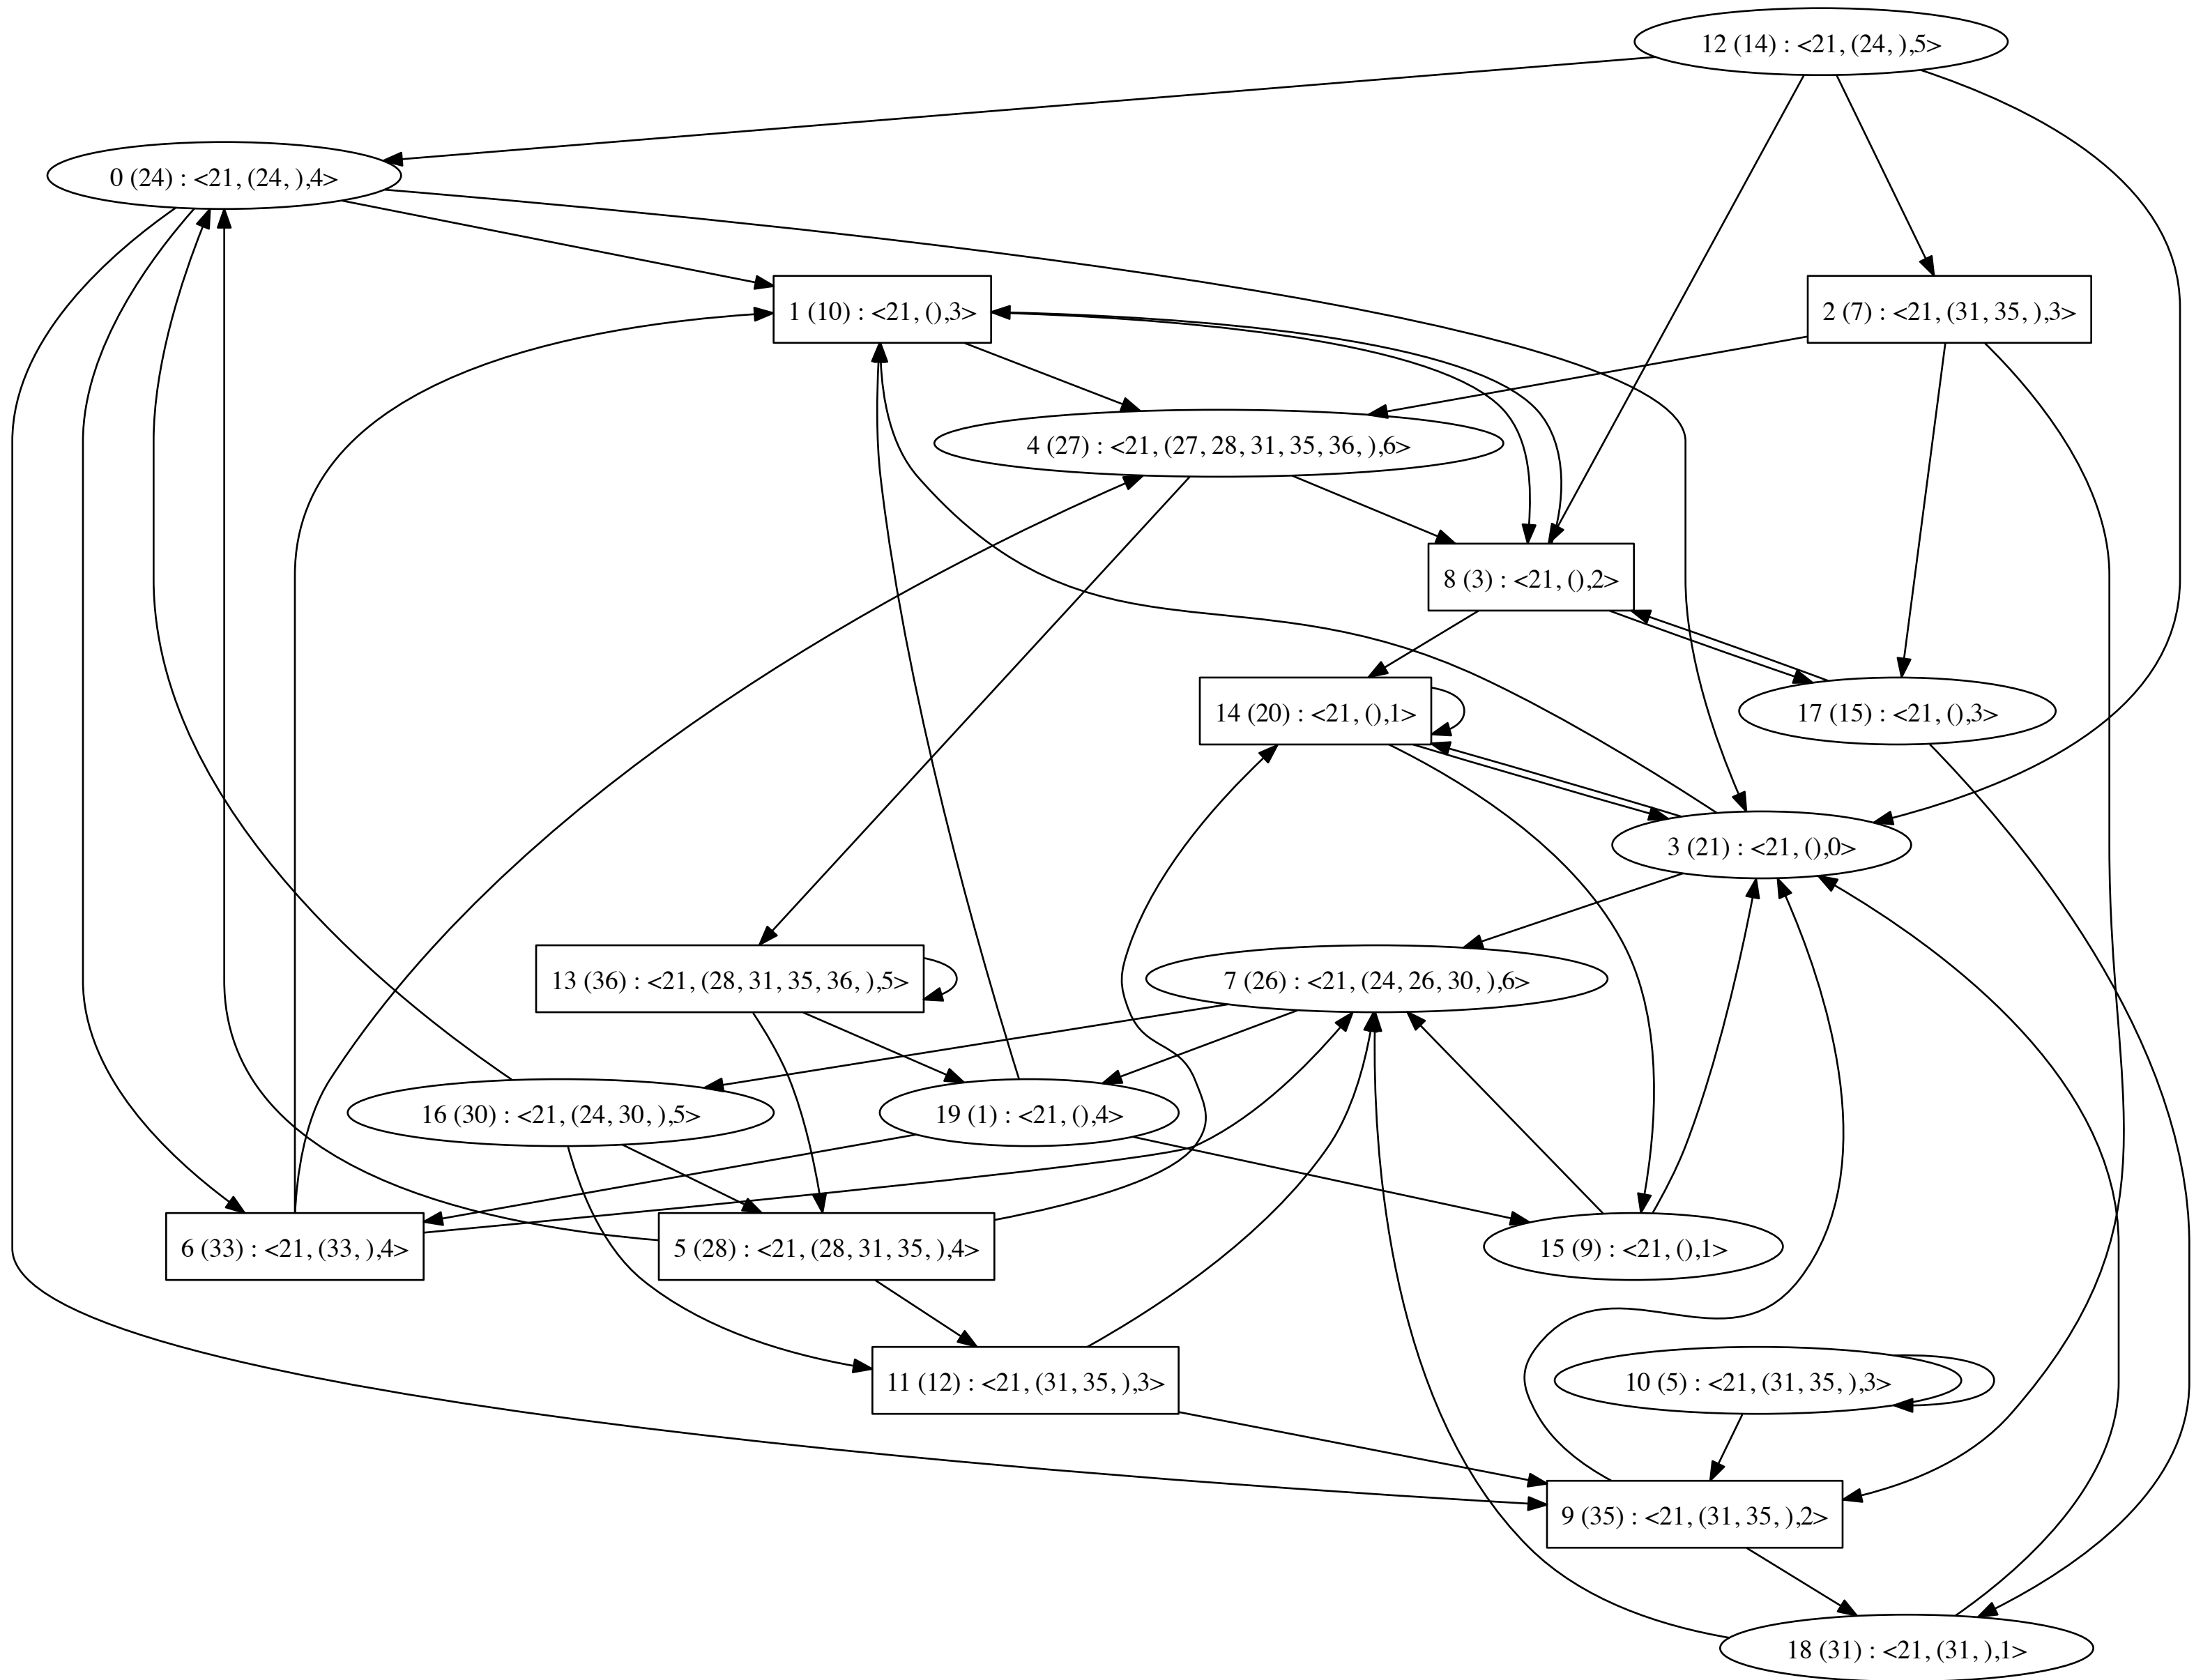 12 (14) : <21, (24, ),5>
0 (24) : <21, (24, ),4>
1 (10) : <21, (),3>
2 (7) : <21, (31, 35, ),3>
4 (27) : <21, (27, 28, 31, 35, 36, ),6>
8 (3) : <21, (),2>
14 (20) : <21, (),1>
17 (15) : <21, (),3>
3 (21) : <21, (),0>
13 (36) : <21, (28, 31, 35, 36, ),5>
7 (26) : <21, (24, 26, 30, ),6>
16 (30) : <21, (24, 30, ),5>
19 (1) : <21, (),4>
6 (33) : <21, (33, ),4>
5 (28) : <21, (28, 31, 35, ),4>
15 (9) : <21, (),1>
11 (12) : <21, (31, 35, ),3>
10 (5) : <21, (31, 35, ),3>
9 (35) : <21, (31, 35, ),2>
18 (31) : <21, (31, ),1>